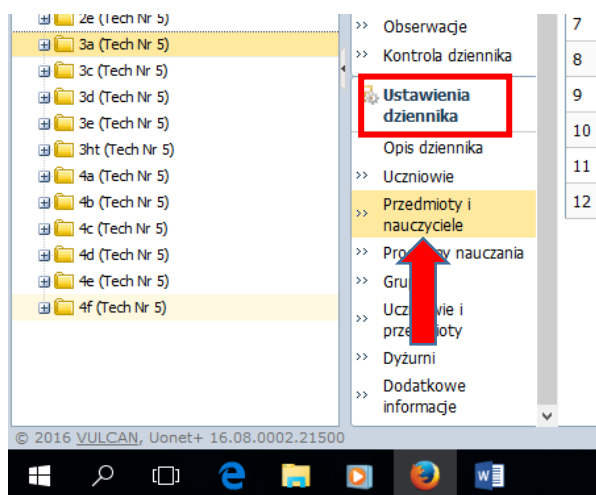 2e (Tech Nr 5)
3a (Tech Nr 5)
3c (Tech Nr 5)
3d (Tech Nr 5)
3e (Tech Nr 5)
3ht (Tech Nr 5)
4a (Tech Nr 5)
4b (Tech Nr 5)
4c (Tech Nr 5)
4d (Tech Nr 5)
4e (Tech Nr 5)
4f (Tech Nr 5)
>> Obserwacje
>> Kontrola dziennika
Ustawienia
dziennika
Opis dziennika
>> Uczniowie
>> Przedmioty i
nauczyciele
>> nauczania
>>
>> i
>> Dyżurni
>> Dodatkowe
informacje
7
8
9
10
11
12
© 2016 VULCAN, Uonet+ 16.08.0002.21500